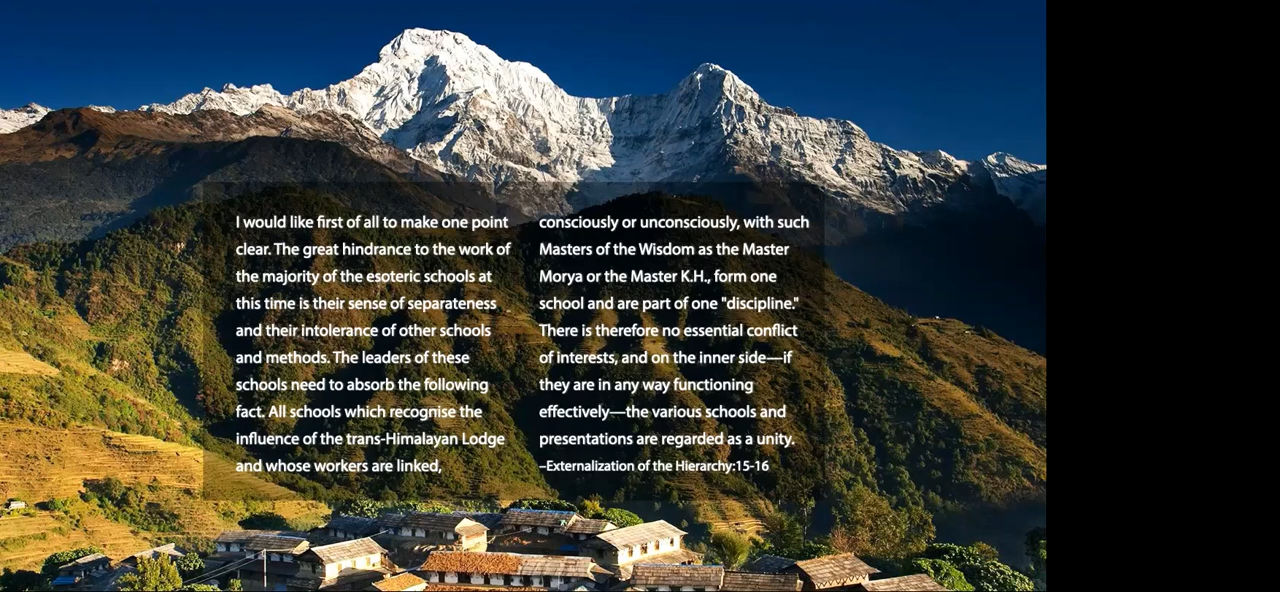 I would like first of all to make one point
clear. The great hindrance to the work of
the majority of the esoteric schools at
this time is their sense of separateness
and their intolerance of other schools
and methods. The leaders of these
schools need to absorb the following
fact. All schools which recognise the
influence of the trans-Himalayan Lodge
and whose workers are linked,
consciously or unconsciously, with such
Masters of the Wisdom as the Master
Morya or the Master K.H., form one
school and are part of one "discipline."
There is therefore no essential conflict
of interests, and on the inner side—if
they are in any way functioning
effectively—the various schools and
presentations are regarded as a unity.
–Externalization of the Hierarchy:15-16